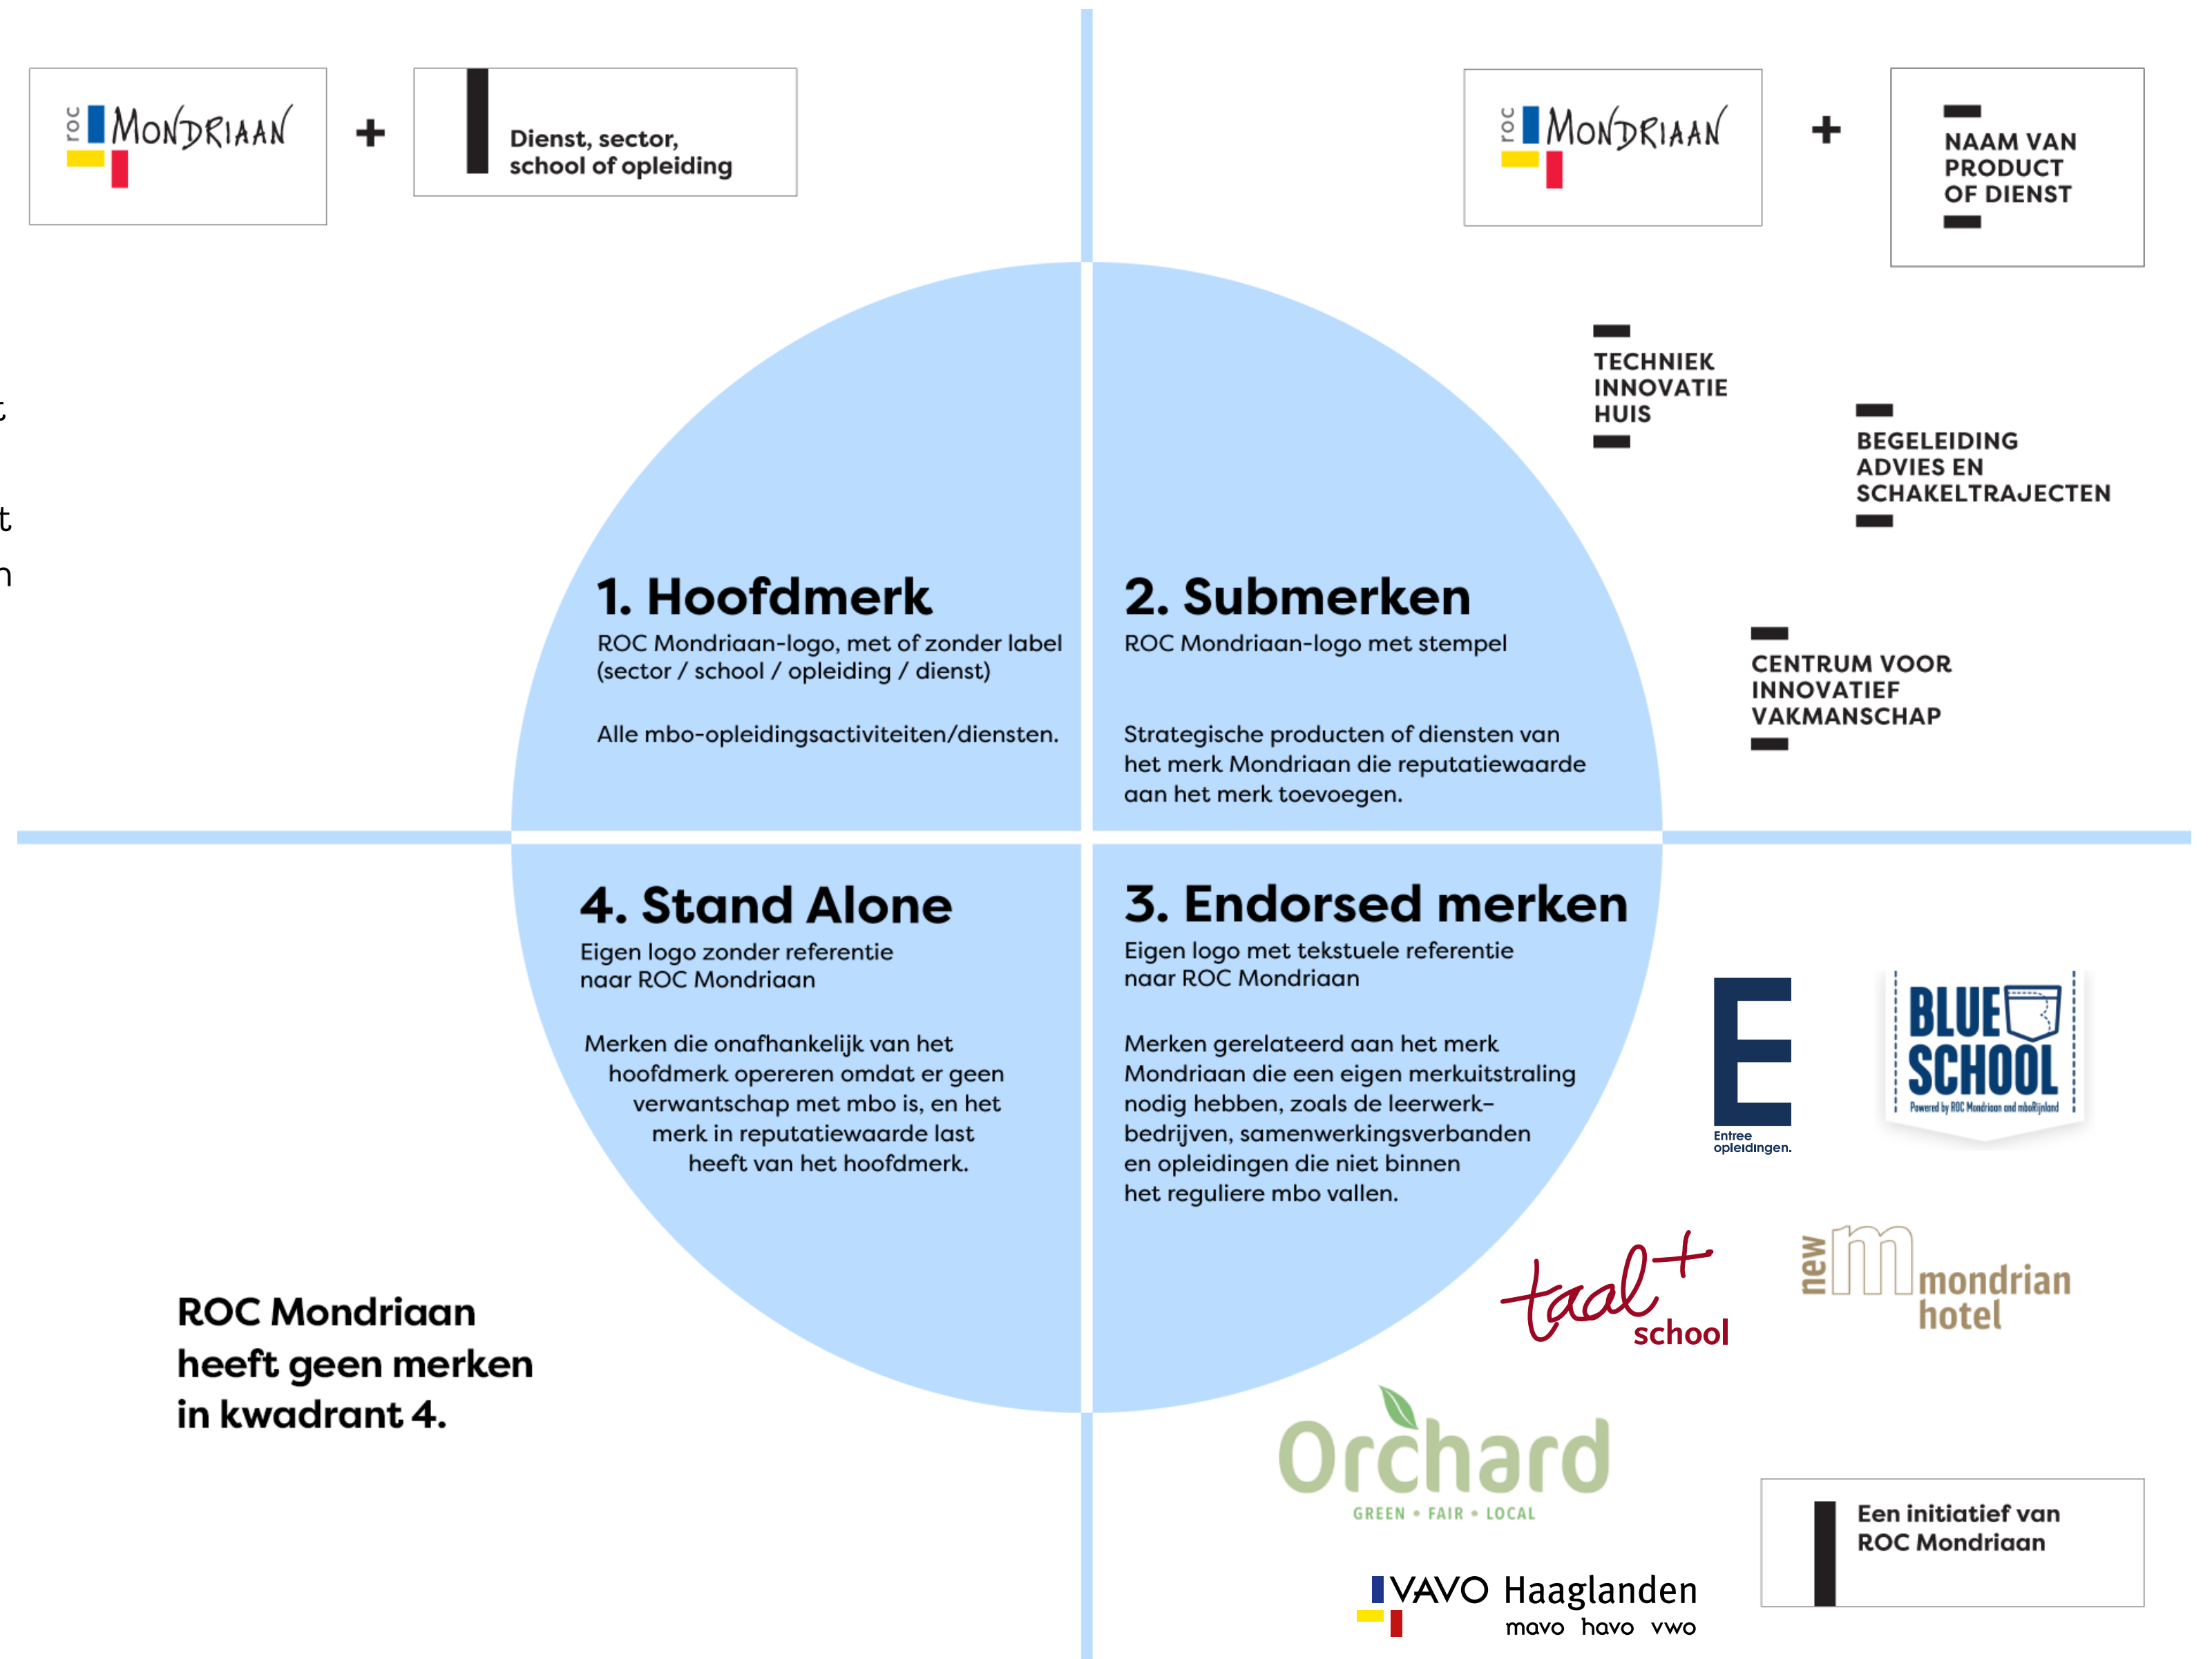 roc MONDRIAAN
+
Dienst, sector,
school of opleiding
roc MONDRIAAN
+
NAAM VAN
PRODUCT
OF DIENST
TECHNIEK
INNOVATIE
HUIS
BEGELEIDING
ADVIES EN
SCHAKELTRAJECTEN
CENTRUM VOOR
INNOVATIEF
VAKMANSCHAP
t
t
n
1. Hoofdmerk
ROC Mondriaan-logo, met of zonder label
(sector / school / opleiding / dienst)
Alle mbo-opleidingsactiviteiten/diensten.
2. Submerken
ROC Mondriaan-logo met stempel
Strategische producten of diensten van
het merk Mondriaan die reputatiewaarde
aan het merk toevoegen.
4. Stand Alone
Eigen logo zonder referentie
naar ROC Mondriaan
Merken die onafhankelijk van het
hoofdmerk opereren omdat er geen
verwantschap met mbo is, en het
merk in reputatiewaarde last
heeft van het hoofdmerk.
3. Endorsed merken
Eigen logo met tekstuele referentie
naar ROC Mondriaan
Merken gerelateerd aan het merk
Mondriaan die een eigen merkuitstraling
nodig hebben, zoals de leerwerk-
bedrijven, samenwerkingsverbanden
en opleidingen die niet binnen
het reguliere mbo vallen.
E
Entree
opleidingen.
BLUE
SCHOOL
Powered by ROC Mondriaan and mboRijnland
taal+
school
new m mondrian
hotel
ROC Mondriaan
heeft geen merken
in kwadrant 4.
Orchard
GREEN • FAIR • LOCAL
Een initiatief van
ROC Mondriaan
VAVO Haaglanden
mavo havo vwo